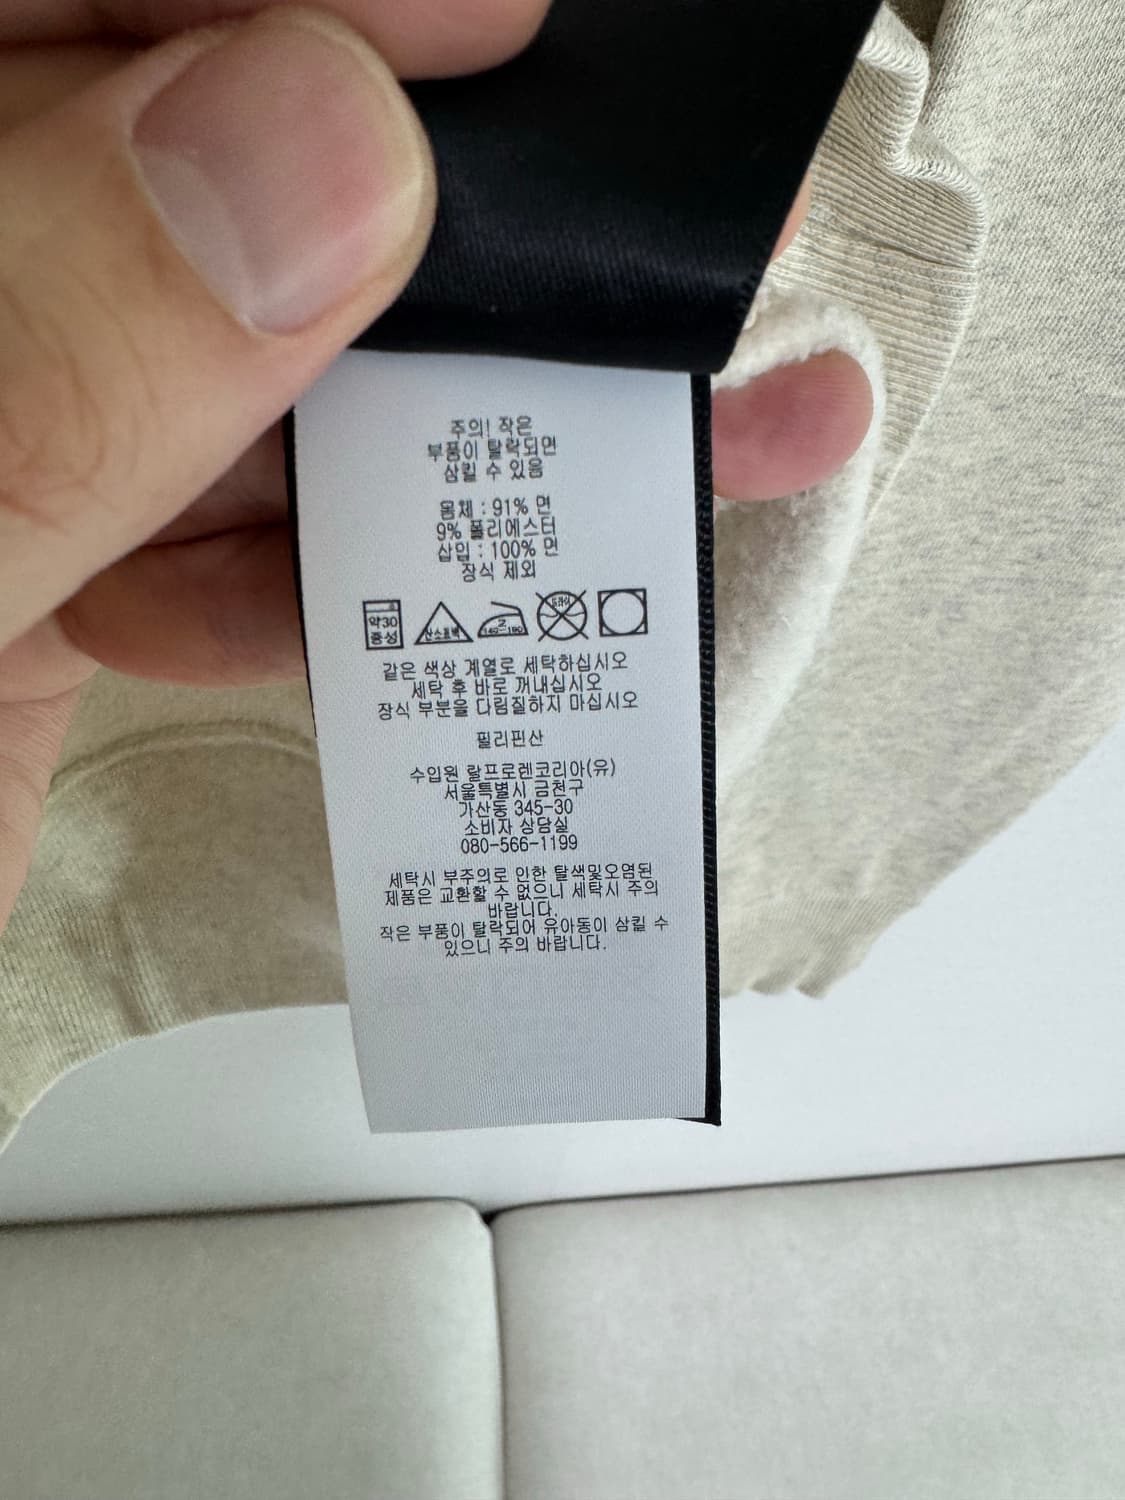 주의! 작은
부품이 탈락되면
삼킬 수 있음
몸체 : 91% 면
9% 폴리에스터
삽입 : 100% 면
장식 제외
약30
중성
산소표백
2
드라이
같은 색상 계열로 세탁하십시오
세탁 후 바로 꺼내십시오
장식 부분을 다림질하지 마십시오
필리핀산
수입원 랄프로렌코리아(유)
서울특별시 금천구
가산동 345-30
소비자 상담실
080-566-1199
세탁시 부주의로 인한 탈색및오염된
제품은 교환할 수 없으니 세탁시 주의
바랍니다.
작은 부품이 탈락되어 유아동이 삼킬 수
있으니 주의 바랍니다.